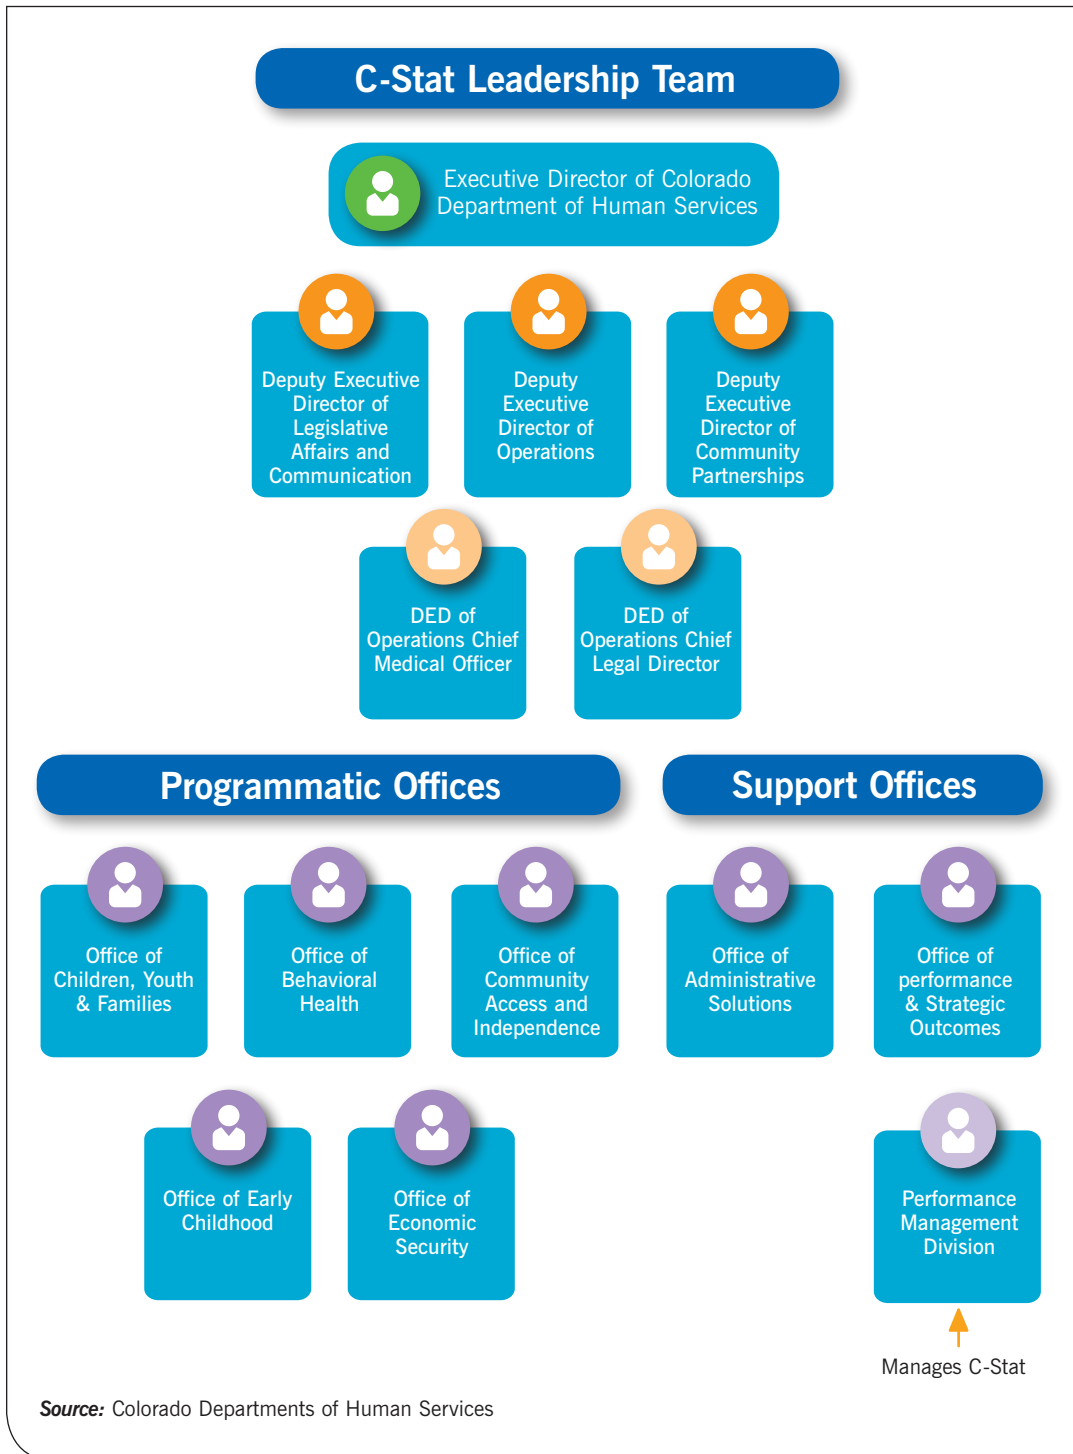 C-Stat Leadership Team
Executive Director of Colorado
Department of Human Services
Deputy Executive
Director of
Legislative
Affairs and
Communication
Deputy
Executive
Director of
Operations
Deputy
Executive
Director of
Community
Partnerships
DED of
Operations Chief
Medical Officer
DED of
Operations Chief
Legal Director
Programmatic Offices
Office of
Children, Youth
& Families
Office of
Behavioral
Health
Office of
Community
Access and
Independence
Office of Early
Childhood
Office of
Economic
Security
Support Offices
Office of
Administrative
Solutions
Office of
performance
& Strategic
Outcomes
Performance
Management
Division
Manages C-Stat
Source: Colorado Departments of Human Services